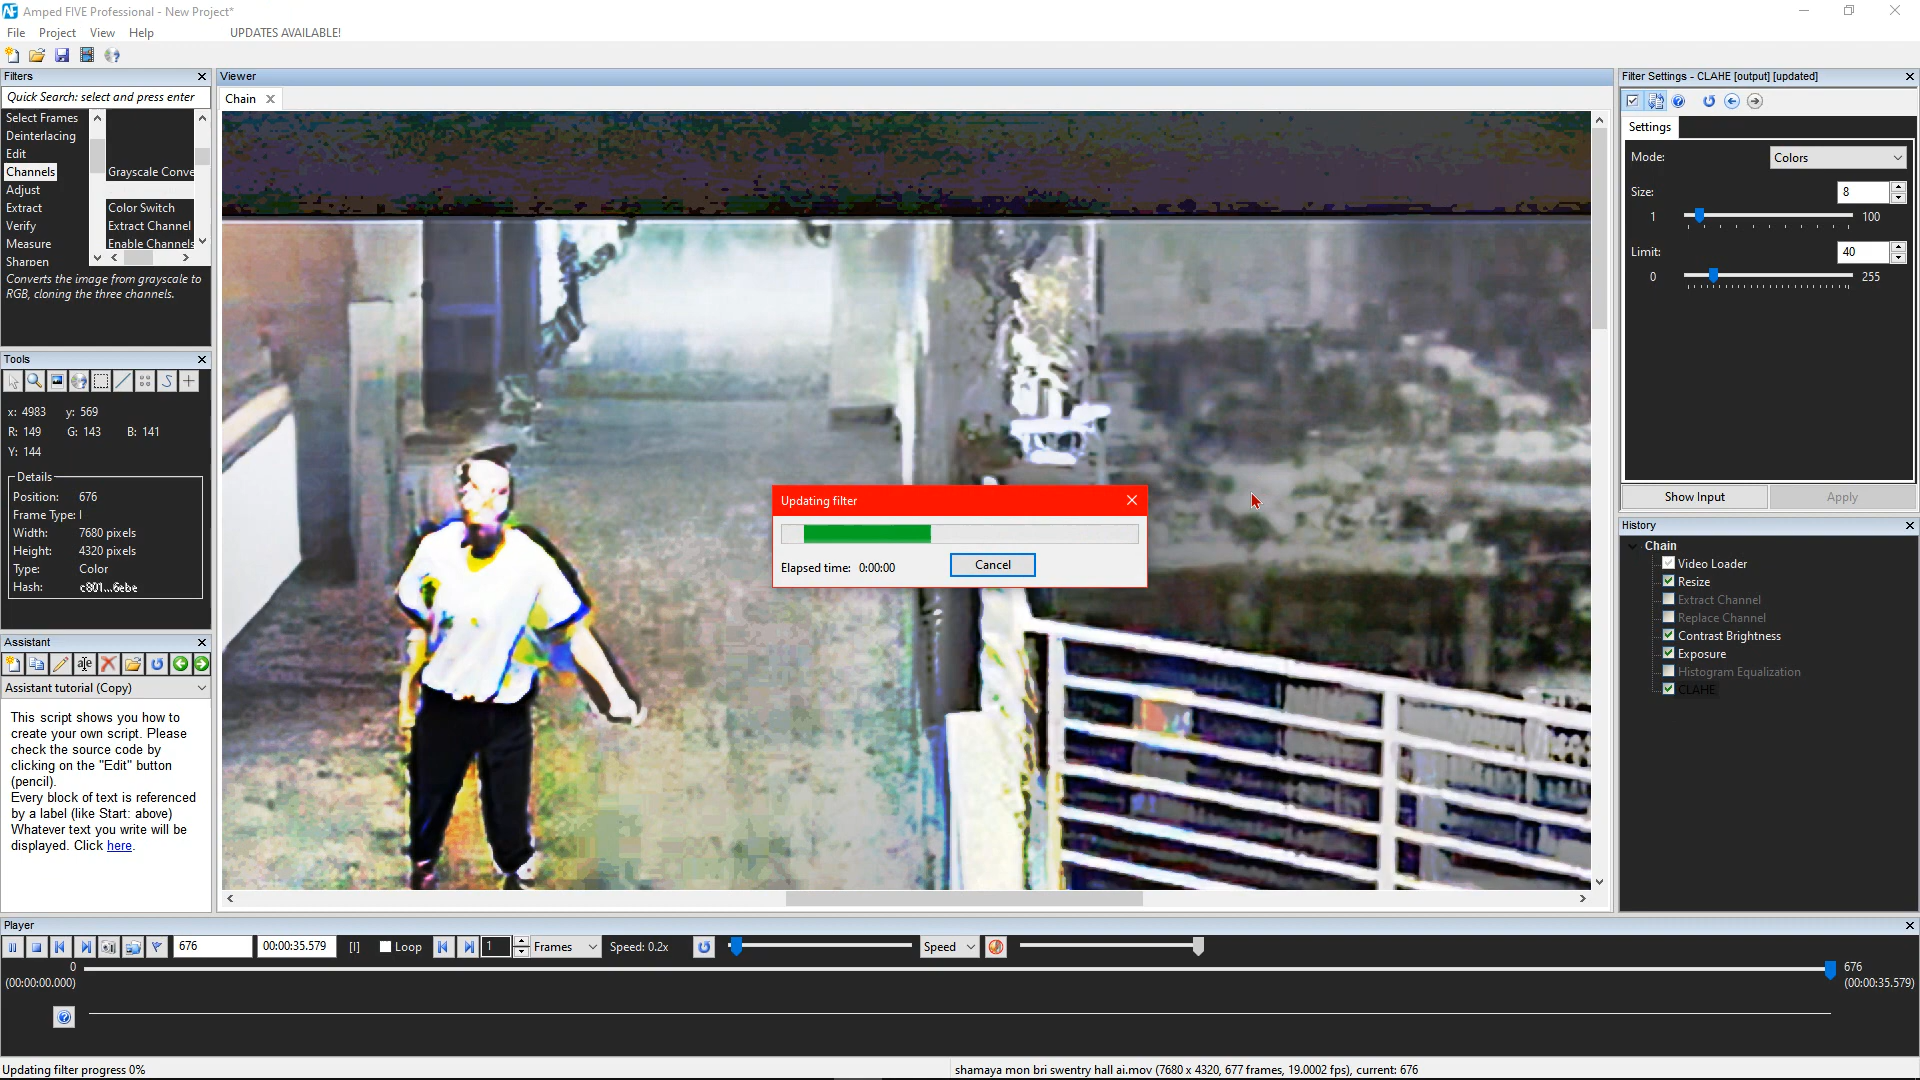 Amped FIVE Professional - New Project*
File Project View Help UPDATES AVAILABLE!
Filters
Quick Search: select and press enter
Select Frames
Deinterlacing
Edit
Channels
Adjust
Extract
Verify
Measure
Sharpen
Grayscale Conve
Color Switch
Extract Channel
Enable Channels
Converts the image from grayscale to
RGB, cloning the three channels.
Tools
x: 4983 y: 569
R: 149 G: 143 B: 141
Y: 144
Details
Position: 676
Frame Type: I
Width: 7680 pixels
Height: 4320 pixels
Type: Color
Hash: c801...6ebe
Assistant
Assistant tutorial (Copy)
This script shows you how to
create your own script. Please
check the source code by
clicking on the "Edit" button
(pencil).
Every block of text is referenced
by a label (like Start: above)
Whatever text you write will be
displayed. Click here.
Viewer
Chain
Updating filter
Elapsed time: 0:00:00
Cancel
Filter Settings - CLAHE [output] [updated]
Settings
Mode: Colors
Size: 8
1 100
Limit: 40
0 255
Show Input Apply
History
Chain
Video Loader
Resize
Extract Channel
Replace Channel
Contrast Brightness
Exposure
Histogram Equalization
CLAHE
Player
676 00:00:35.579 [I] Loop 1 Frames Speed: 0.2x Speed
0 676
(00:00:00.000) (00:00:35.579)
Updating filter progress 0%
shamaya mon bri swentry hall ai.mov (7680 x 4320, 677 frames, 19.0002 fps), current: 676